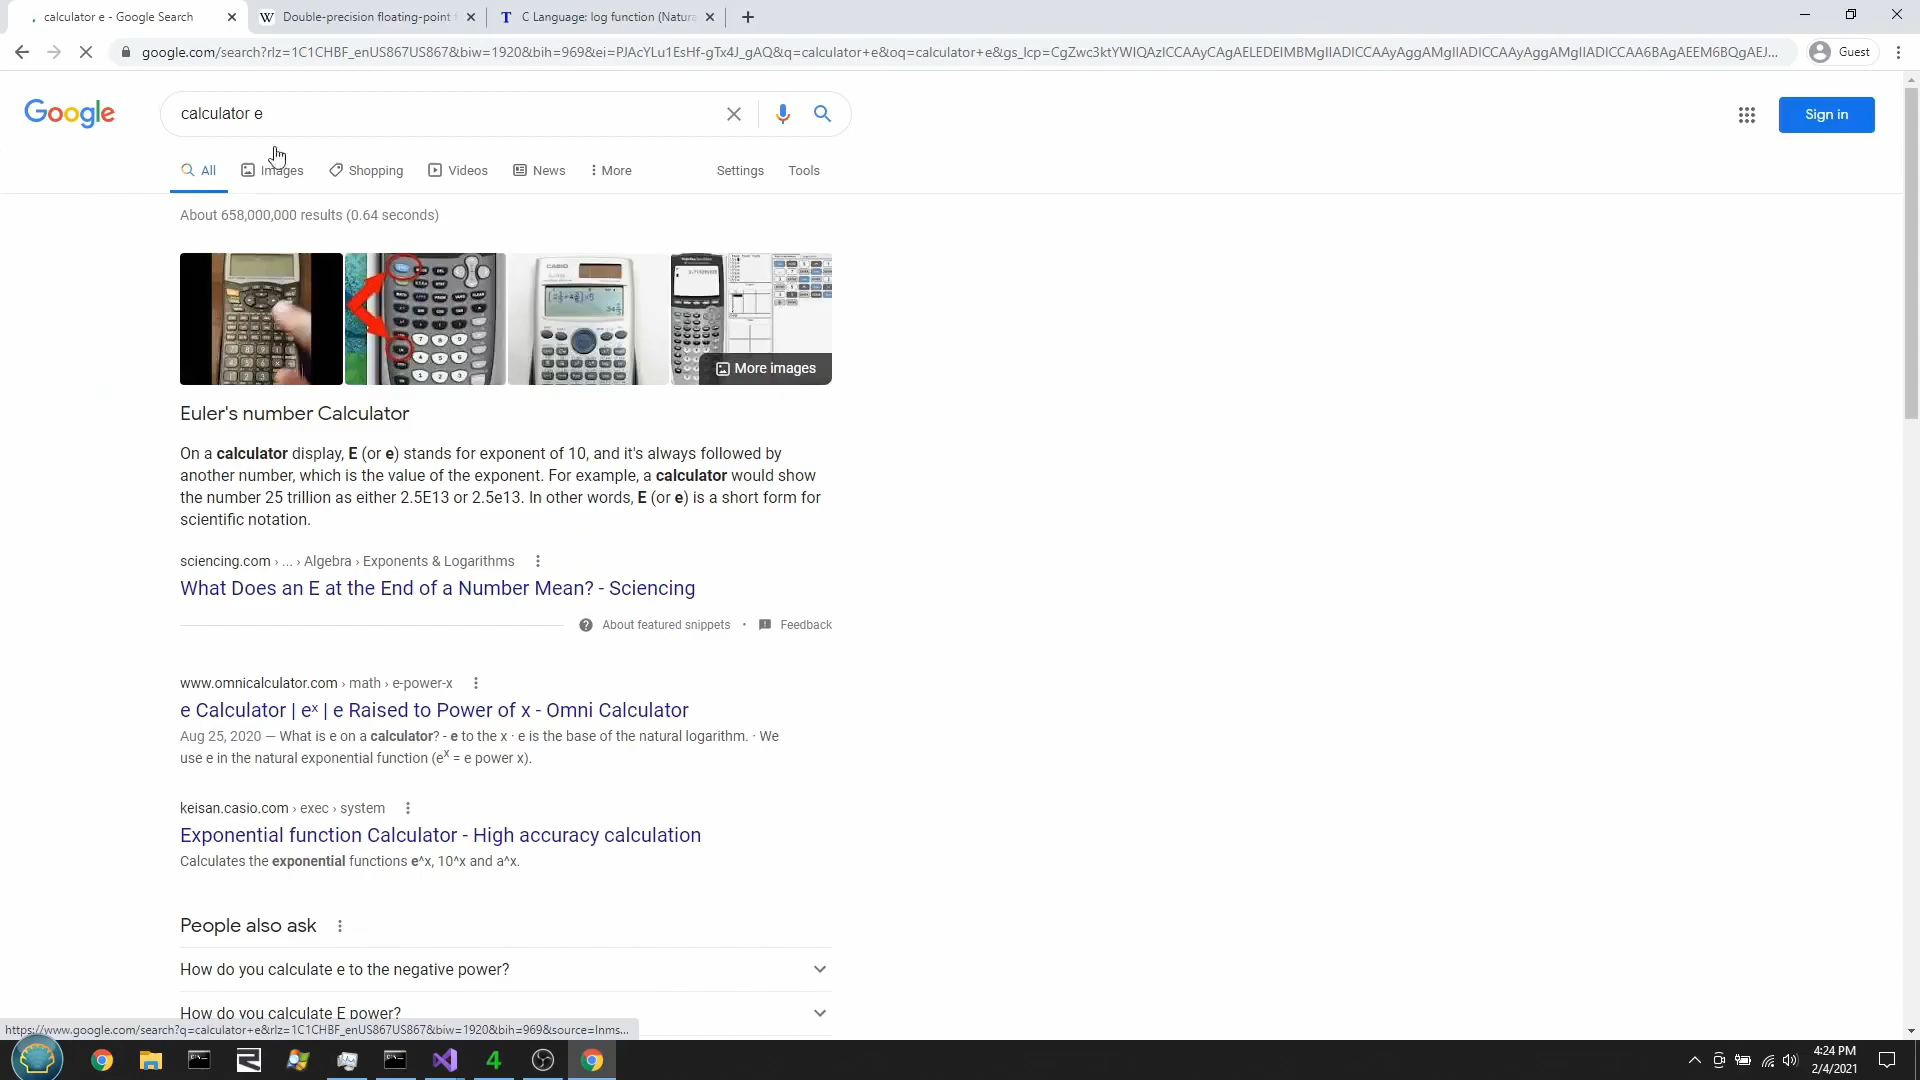 calculator e - Google Search
Double-precision floating-point
C Language: log function (Natura
google.com/search?rlz=1C1CHBF_enUS867US867&biw=1920&bih=969&ei=PJAcYLu1EsHf-gTx4J_gAQ&q=calculator+e&oq=calculator+e&gs_lcp=CgZwc3ktYWIQAzICCAAyCAgAELEDEIMBMgIIADICCAAyAggAMgIIADICCAAyAggAMgIIADICCAA6BAgAEEM6BQgAEJ...
Guest
Google
calculator e
Sign in
All
Images
Shopping
Videos
News
More
Settings
Tools
About 658,000,000 results (0.64 seconds)
CASIO
More images
Euler's number Calculator
On a calculator display, E (or e) stands for exponent of 10, and it's always followed by
another number, which is the value of the exponent. For example, a calculator would show
the number 25 trillion as either 2.5E13 or 2.5e13. In other words, E (or e) is a short form for
scientific notation.
sciencing.com › ... › Algebra › Exponents & Logarithms
What Does an E at the End of a Number Mean? - Sciencing
About featured snippets • Feedback
www.omnicalculator.com › math › e-power-x
e Calculator | eˣ | e Raised to Power of x - Omni Calculator
Aug 25, 2020 — What is e on a calculator? - e to the x · e is the base of the natural logarithm. · We
use e in the natural exponential function (eˣ = e power x).
keisan.casio.com › exec › system
Exponential function Calculator - High accuracy calculation
Calculates the exponential functions e^x, 10^x and a^x.
People also ask
How do you calculate e to the negative power?
How do you calculate E power?
https://www.google.com/search?q=calculator+e&rlz=1C1CHBF_enUS867US867&biw=1920&bih=969&source=lnms...
4:24 PM
2/4/2021